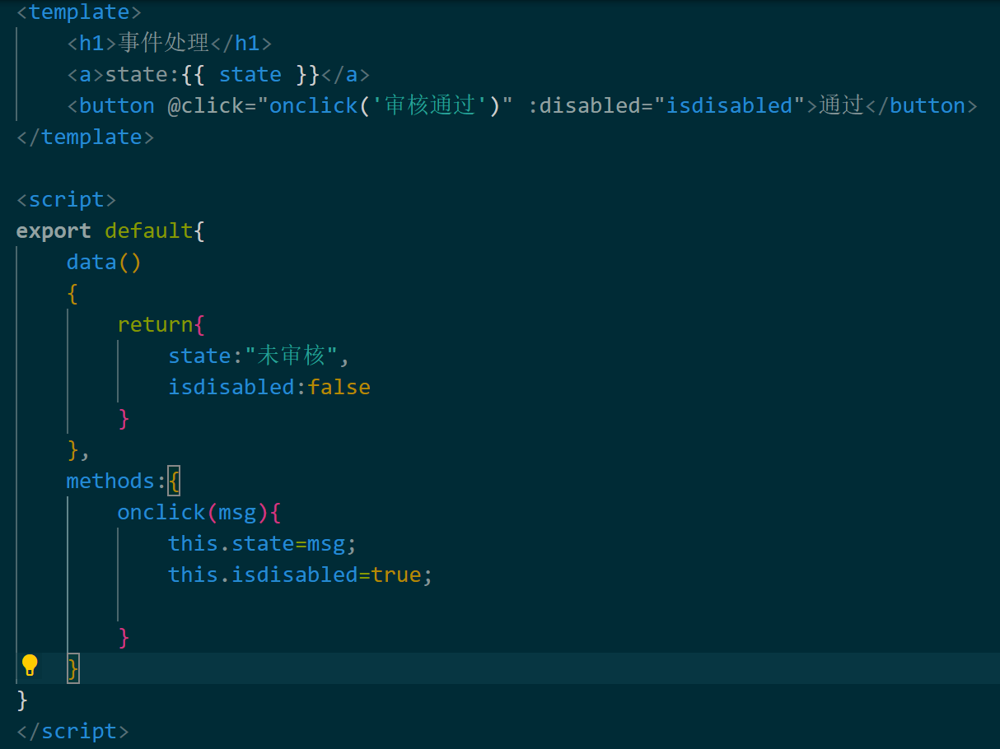 <template>
    <h1>事件处理</h1>
    <a>state:{{ state }}</a>
    <button @click="onclick('审核通过')" :disabled="isdisabled">通过</button>
</template>

<script>
export default{
    data()
    {
        return{
            state:"未审核",
            isdisabled:false
        }
    },
    methods:{
        onclick(msg){
            this.state=msg;
            this.isdisabled=true;

        }
    }
}
</script>